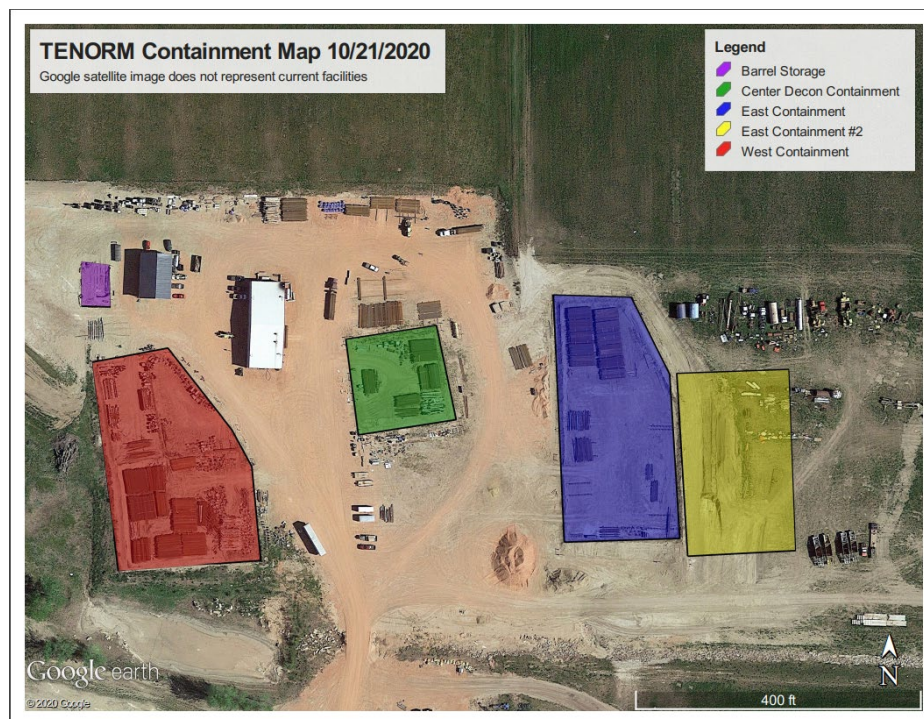 TENORM Containment Map 10/21/2020
Google satellite image does not represent current facilities
Legend
Barrel Storage
Center Decon Containment
East Containment
East Containment #2
West Containment
Google earth
© 2020 Google
N
400 ft